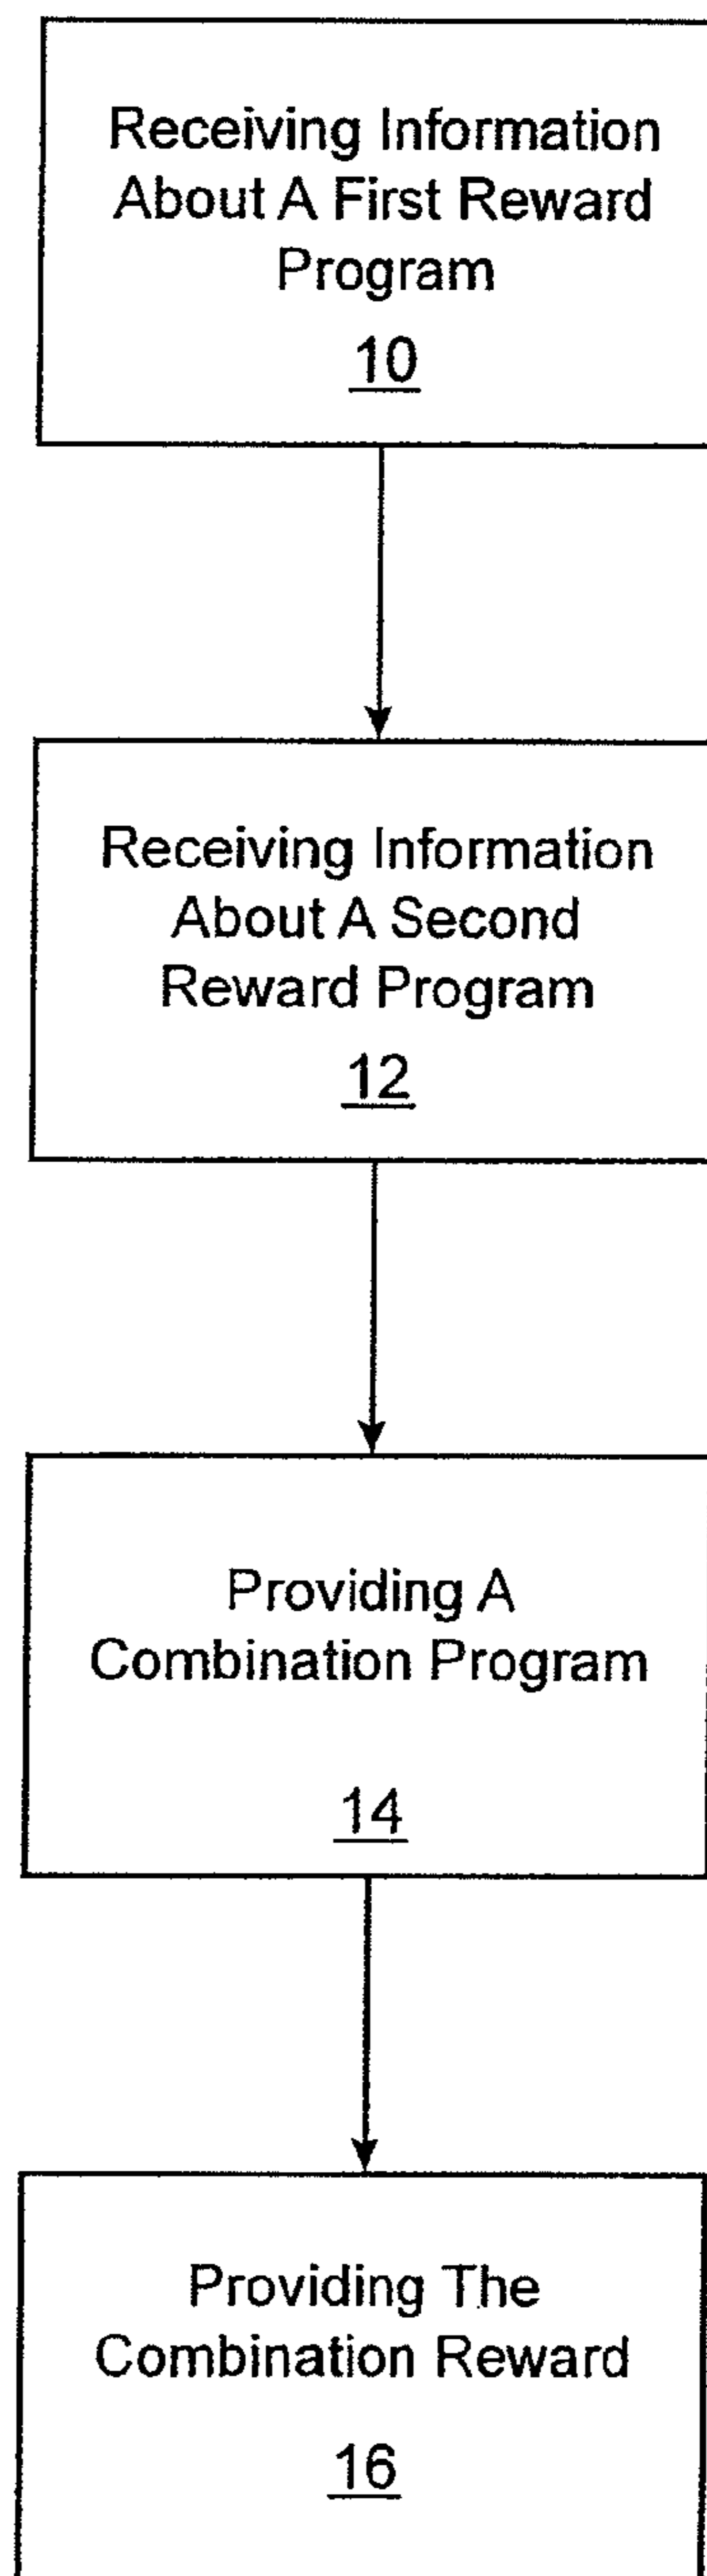 Receiving Information
About A First Reward
Program
10
Receiving Information
About A Second
Reward Program
12
Providing A
Combination Program
14
Providing The
Combination Reward
16